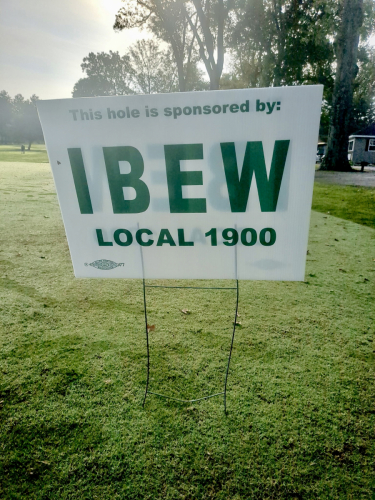 This hole is sponsored by:
IBEW
LOCAL 1900